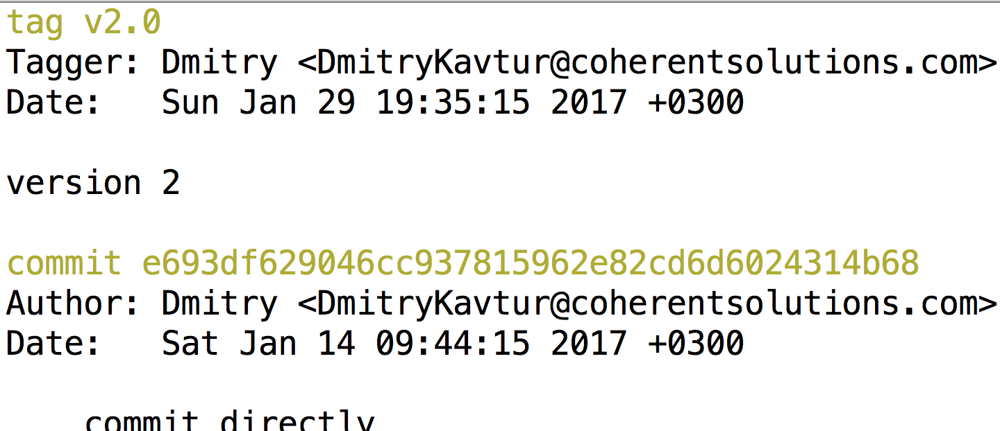 tag v2.0
Tagger: Dmitry <DmitryKavtur@coherentsolutions.com>
Date:   Sun Jan 29 19:35:15 2017 +0300
version 2
commit e693df629046cc937815962e82cd6d6024314b68
Author: Dmitry <DmitryKavtur@coherentsolutions.com>
Date:   Sat Jan 14 09:44:15 2017 +0300
    commit directly